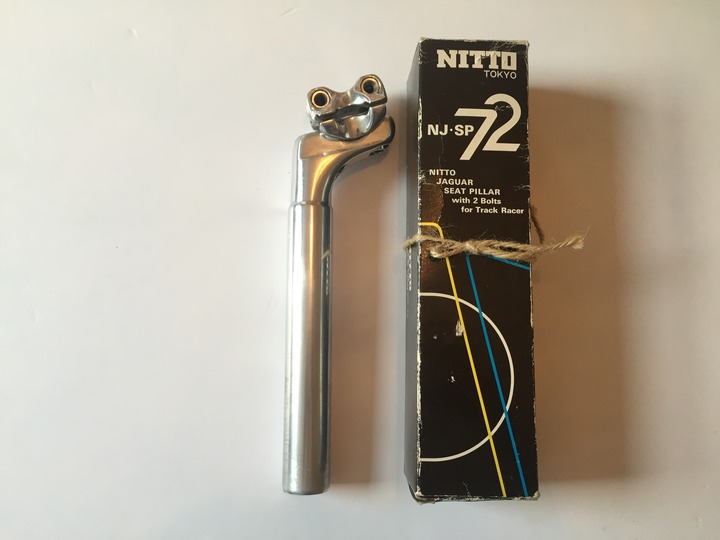 NITTO
TOKYO
NJ·SP72
NITTO
JAGUAR
SEAT PILLAR
with 2 Bolts
for Track Racer